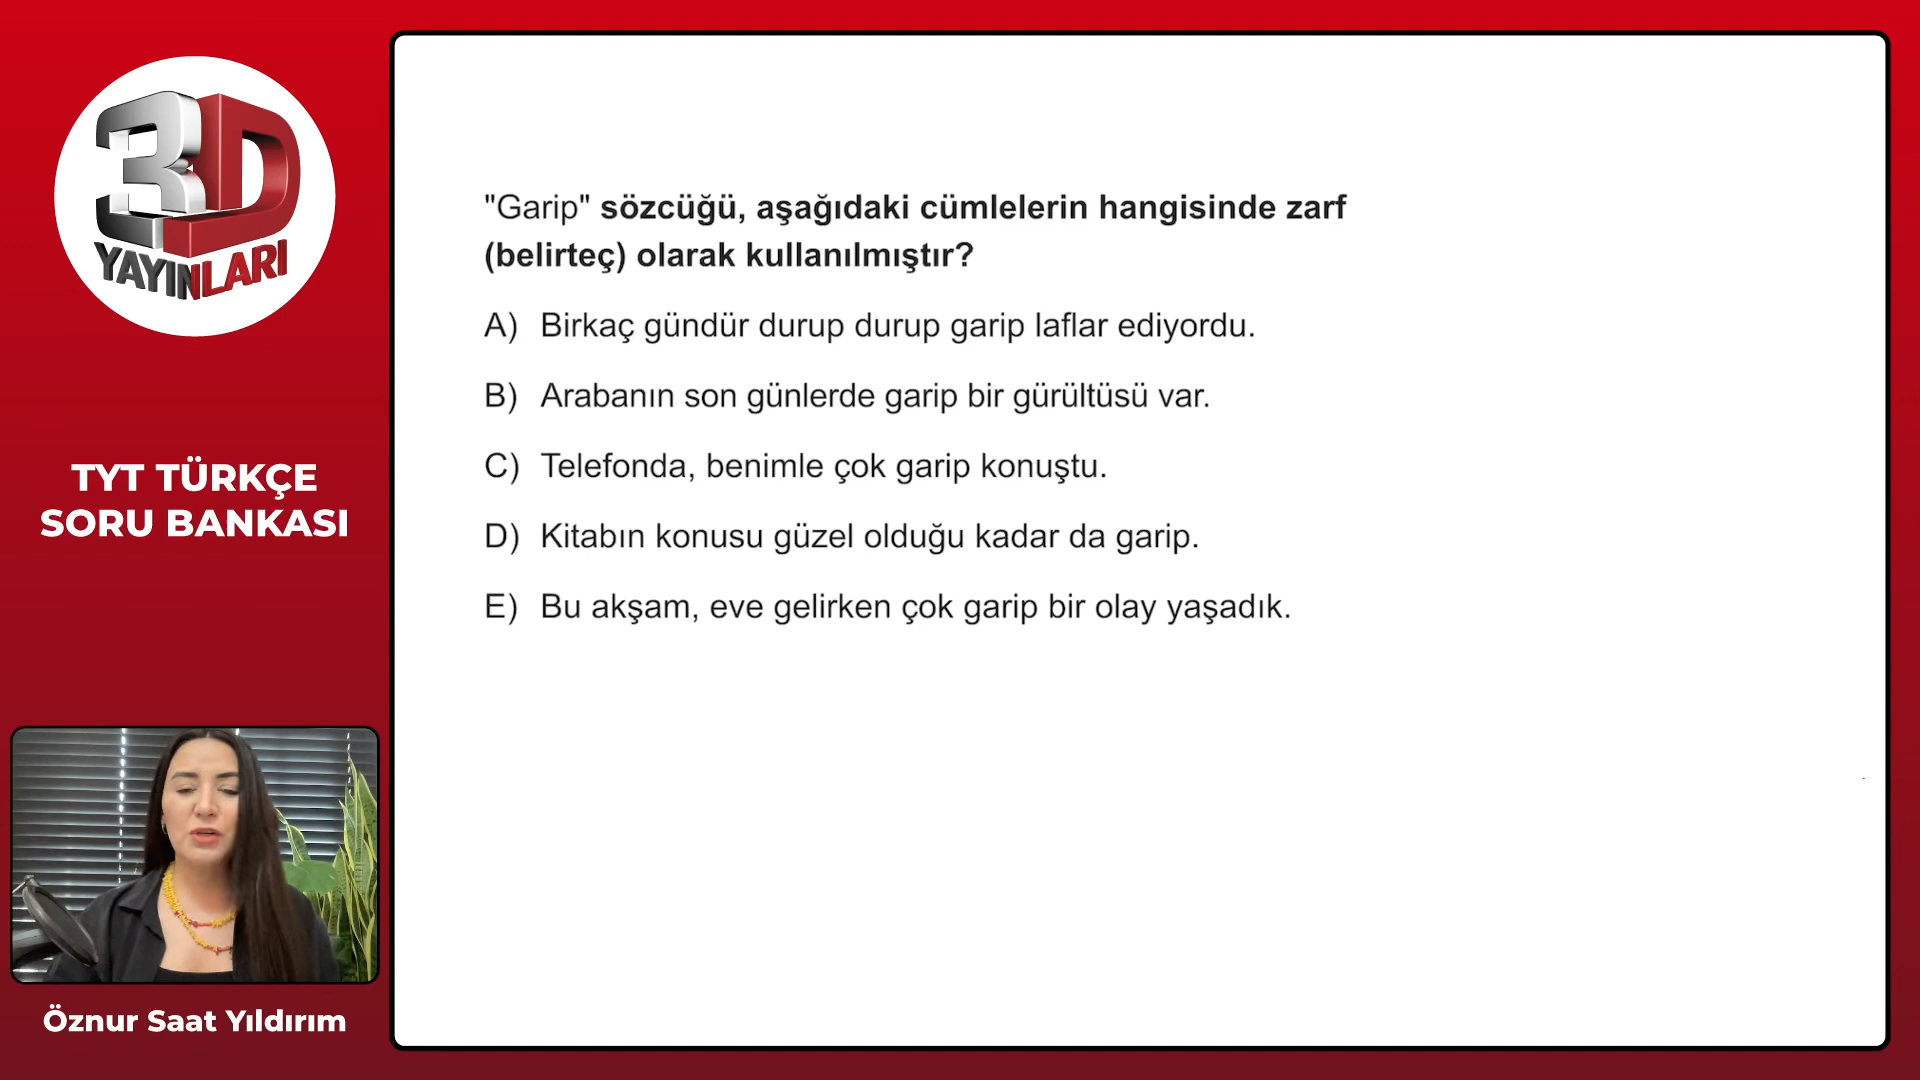 3D
YAYINLARI
TYT TÜRKÇE
SORU BANKASI
Öznur Saat Yıldırım
"Garip" sözcüğü, aşağıdaki cümlelerin hangisinde zarf
(belirteç) olarak kullanılmıştır?
A) Birkaç gündür durup durup garip laflar ediyordu.
B) Arabanın son günlerde garip bir gürültüsü var.
C) Telefonda, benimle çok garip konuştu.
D) Kitabın konusu güzel olduğu kadar da garip.
E) Bu akşam, eve gelirken çok garip bir olay yaşadık.